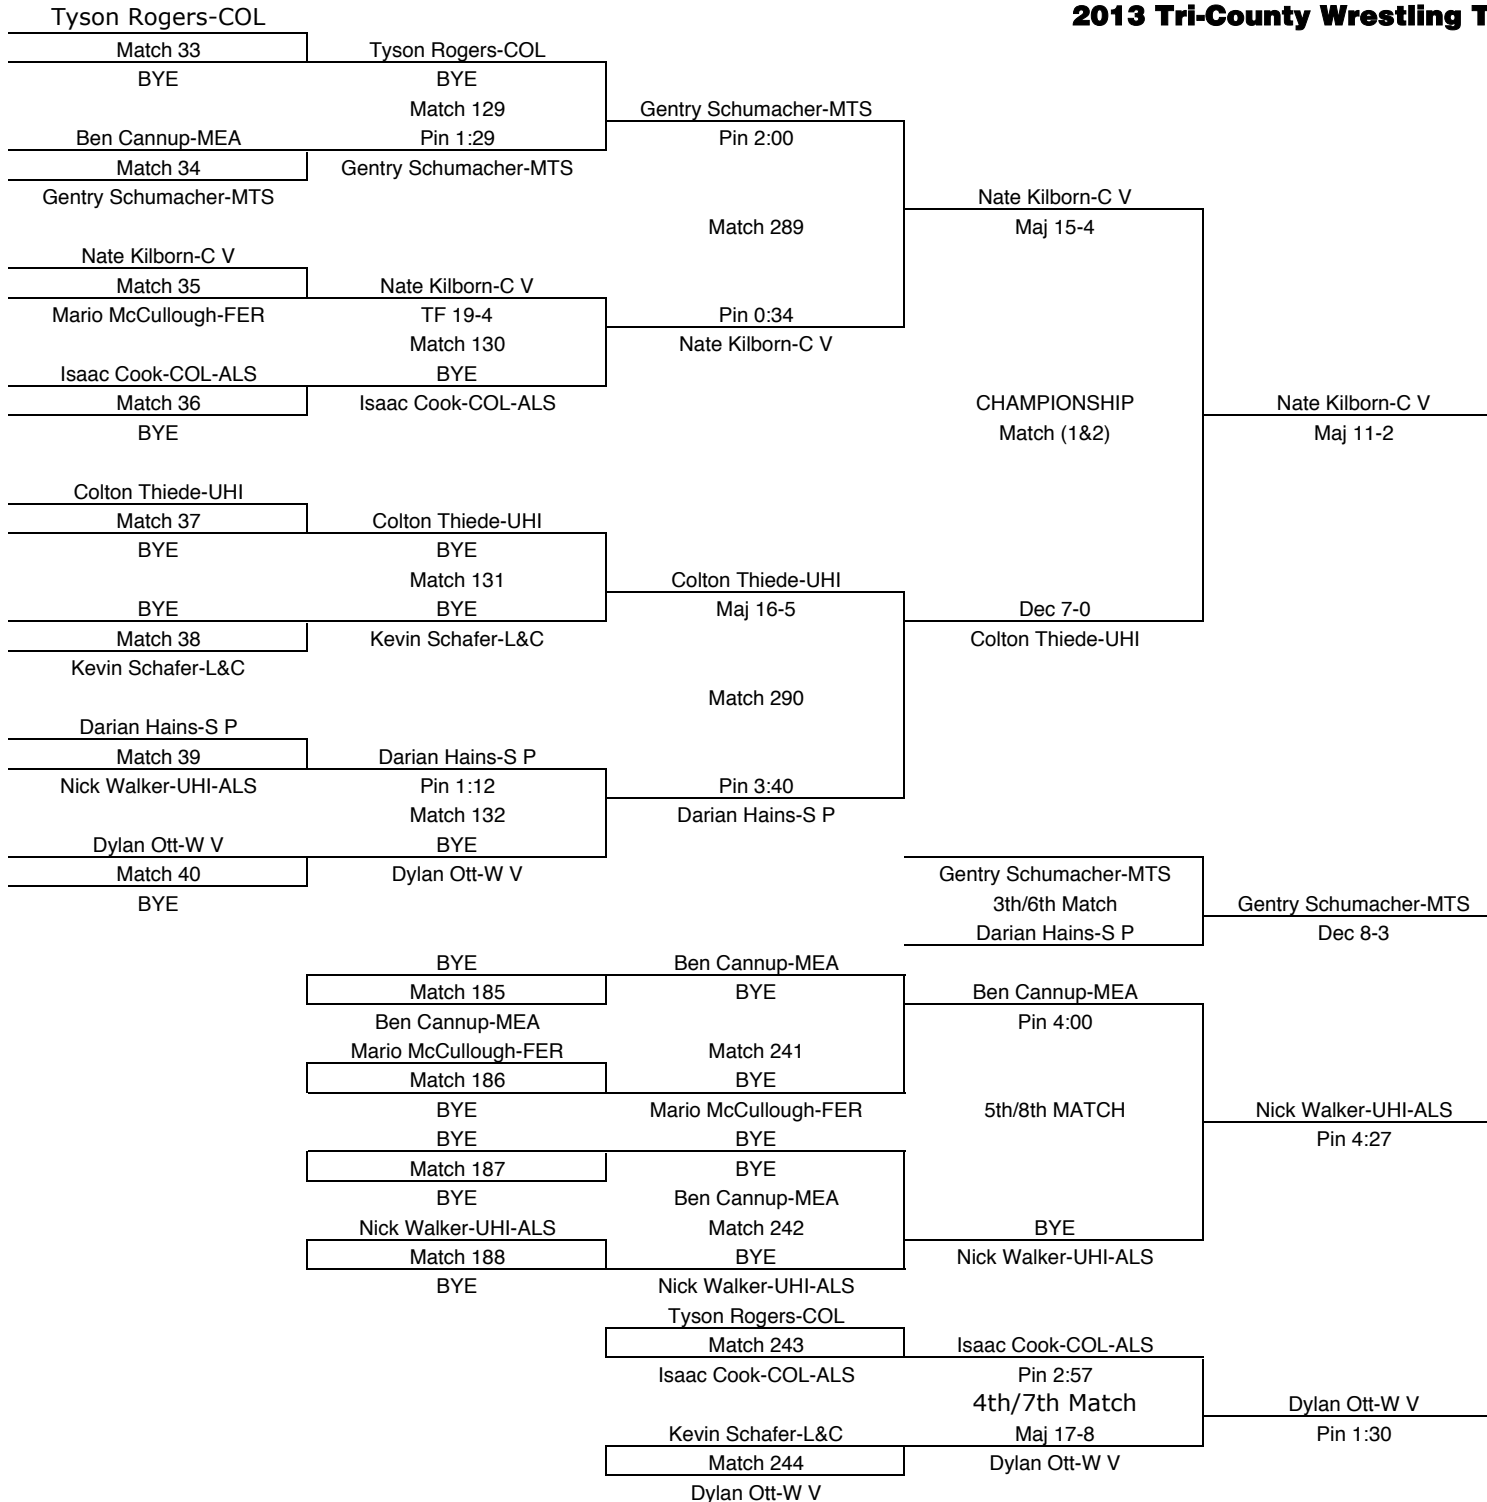 Tyson Rogers-COL
2013 Tri-County Wrestling T
Match 33
Tyson Rogers-COL
BYE
BYE
Match 129
Gentry Schumacher-MTS
Ben Cannup-MEA
Pin 1:29
Pin 2:00
Match 34
Gentry Schumacher-MTS
Gentry Schumacher-MTS
Nate Kilborn-C V
Match 289
Maj 15-4
Nate Kilborn-C V
Match 35
Nate Kilborn-C V
Mario McCullough-FER
TF 19-4
Pin 0:34
Match 130
Nate Kilborn-C V
Isaac Cook-COL-ALS
BYE
Match 36
Isaac Cook-COL-ALS
CHAMPIONSHIP
Nate Kilborn-C V
BYE
Match (1&2)
Maj 11-2
Colton Thiede-UHI
Match 37
Colton Thiede-UHI
BYE
BYE
Match 131
Colton Thiede-UHI
BYE
BYE
Maj 16-5
Dec 7-0
Match 38
Kevin Schafer-L&C
Colton Thiede-UHI
Kevin Schafer-L&C
Match 290
Darian Hains-S P
Match 39
Darian Hains-S P
Nick Walker-UHI-ALS
Pin 1:12
Pin 3:40
Match 132
Darian Hains-S P
Dylan Ott-W V
BYE
Match 40
Dylan Ott-W V
Gentry Schumacher-MTS
BYE
3th/6th Match
Gentry Schumacher-MTS
Darian Hains-S P
Dec 8-3
BYE
Ben Cannup-MEA
Match 185
BYE
Ben Cannup-MEA
Ben Cannup-MEA
Pin 4:00
Mario McCullough-FER
Match 241
Match 186
BYE
BYE
Mario McCullough-FER
5th/8th MATCH
Nick Walker-UHI-ALS
BYE
BYE
Pin 4:27
Match 187
BYE
BYE
Ben Cannup-MEA
Nick Walker-UHI-ALS
Match 242
BYE
Match 188
BYE
Nick Walker-UHI-ALS
BYE
Nick Walker-UHI-ALS
Tyson Rogers-COL
Match 243
Isaac Cook-COL-ALS
Isaac Cook-COL-ALS
Pin 2:57
4th/7th Match
Dylan Ott-W V
Kevin Schafer-L&C
Maj 17-8
Pin 1:30
Match 244
Dylan Ott-W V
Dylan Ott-W V